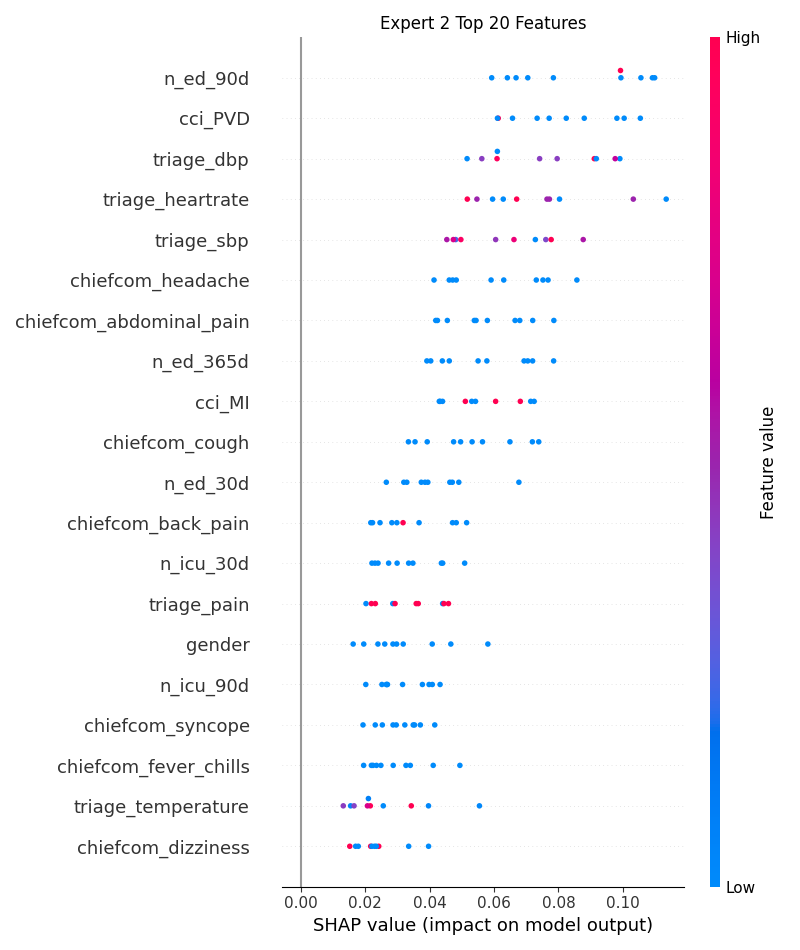 Expert 2 Top 20 Features
High
n_ed_90d
cci_PVD
triage_dbp
triage_heartrate
triage_sbp
chiefcom_headache
chiefcom_abdominal_pain
n_ed_365d
cci_MI
chiefcom_cough
n_ed_30d
chiefcom_back_pain
n_icu_30d
triage_pain
gender
n_icu_90d
chiefcom_syncope
chiefcom_fever_chills
triage_temperature
chiefcom_dizziness
Feature value
Low
0.00 0.02 0.04 0.06 0.08 0.10
SHAP value (impact on model output)